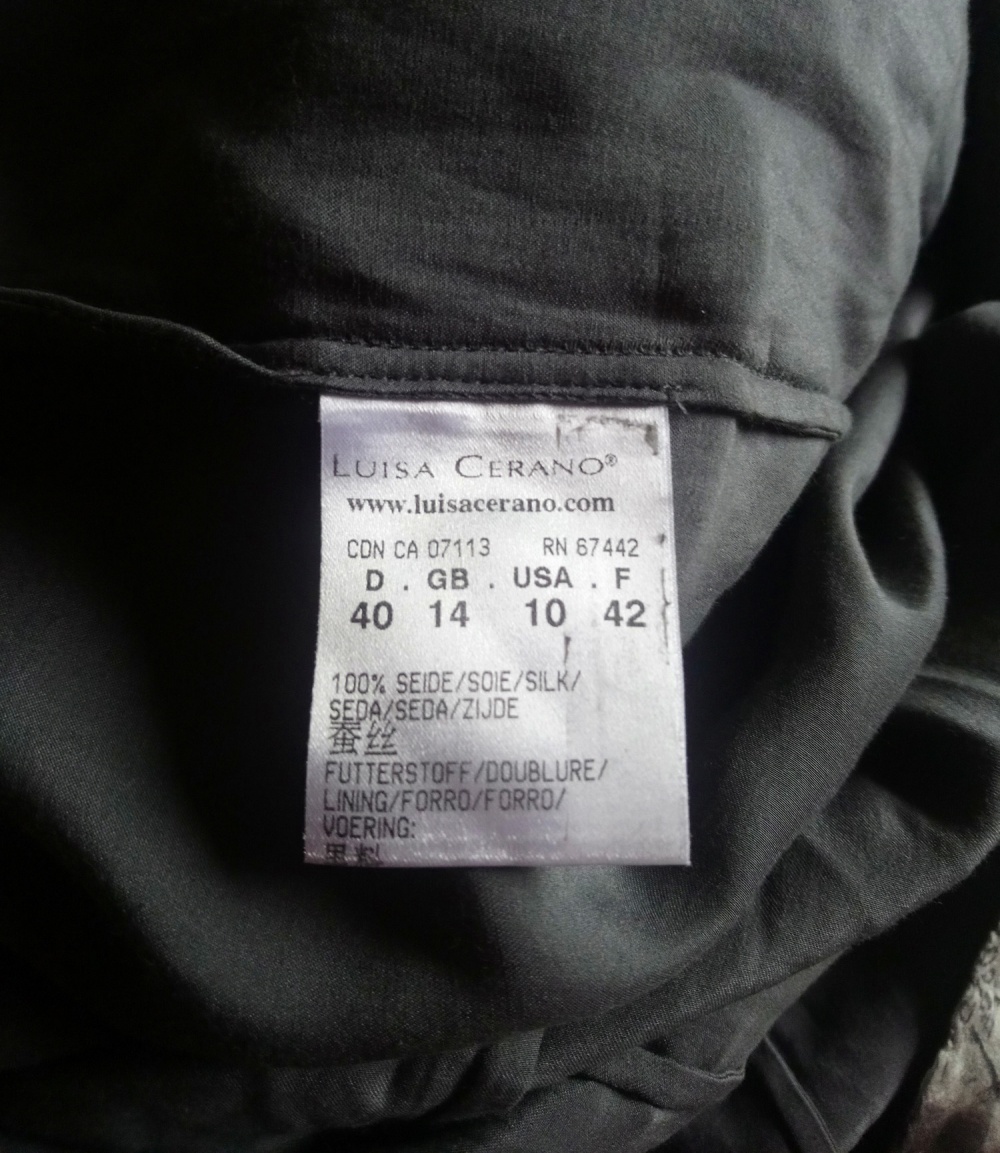 LUISA CERANO®
www.luisacerano.com
CDN CA 07113 RN 67442
D . GB . USA . F
40 14 10 42
100% SEIDE/SOIE/SILK/
SEDA/SEDA/ZIJDE
蚕丝
FUTTERSTOFF/DOUBLURE/
LINING/FORRO/FORRO/
VOERING: